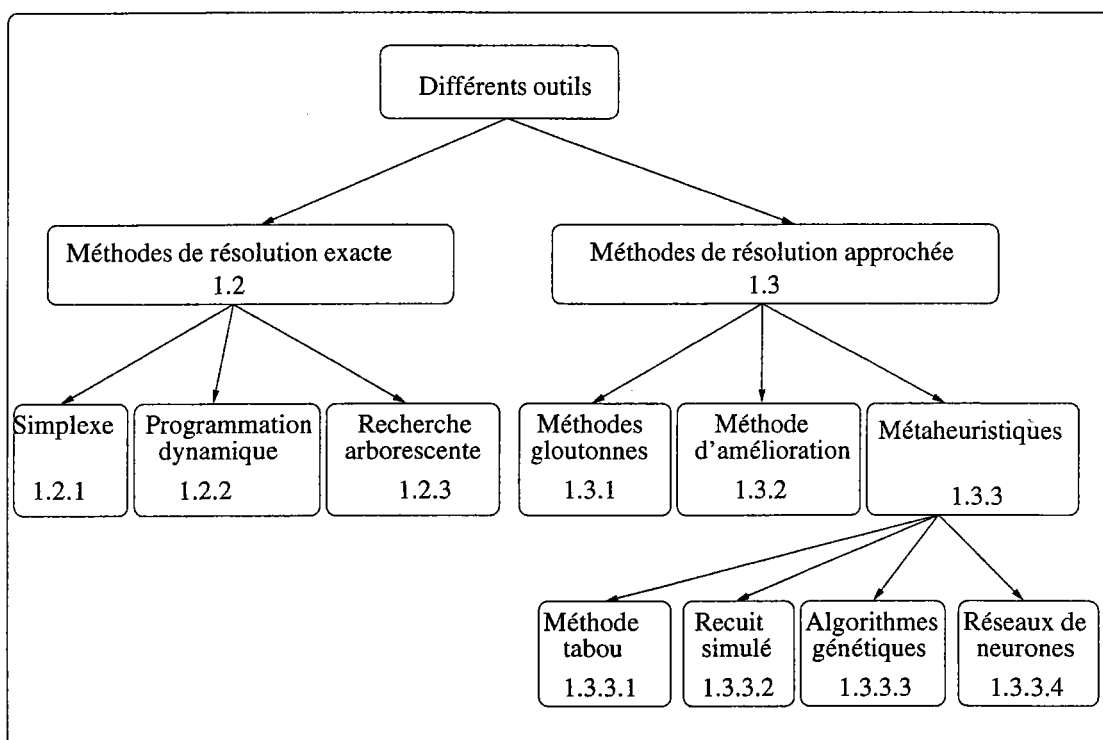 Différents outils
Méthodes de résolution exacte
1.2
Méthodes de résolution approchée
1.3
Simplexe
1.2.1
Programmation
dynamique
1.2.2
Recherche
arborescente
1.2.3
Méthodes
gloutonnes
1.3.1
Méthode
d'amélioration
1.3.2
Métaheuristiques
1.3.3
Méthode
tabou
1.3.3.1
Recuit
simulé
1.3.3.2
Algorithmes
génétiques
1.3.3.3
Réseaux de
neurones
1.3.3.4